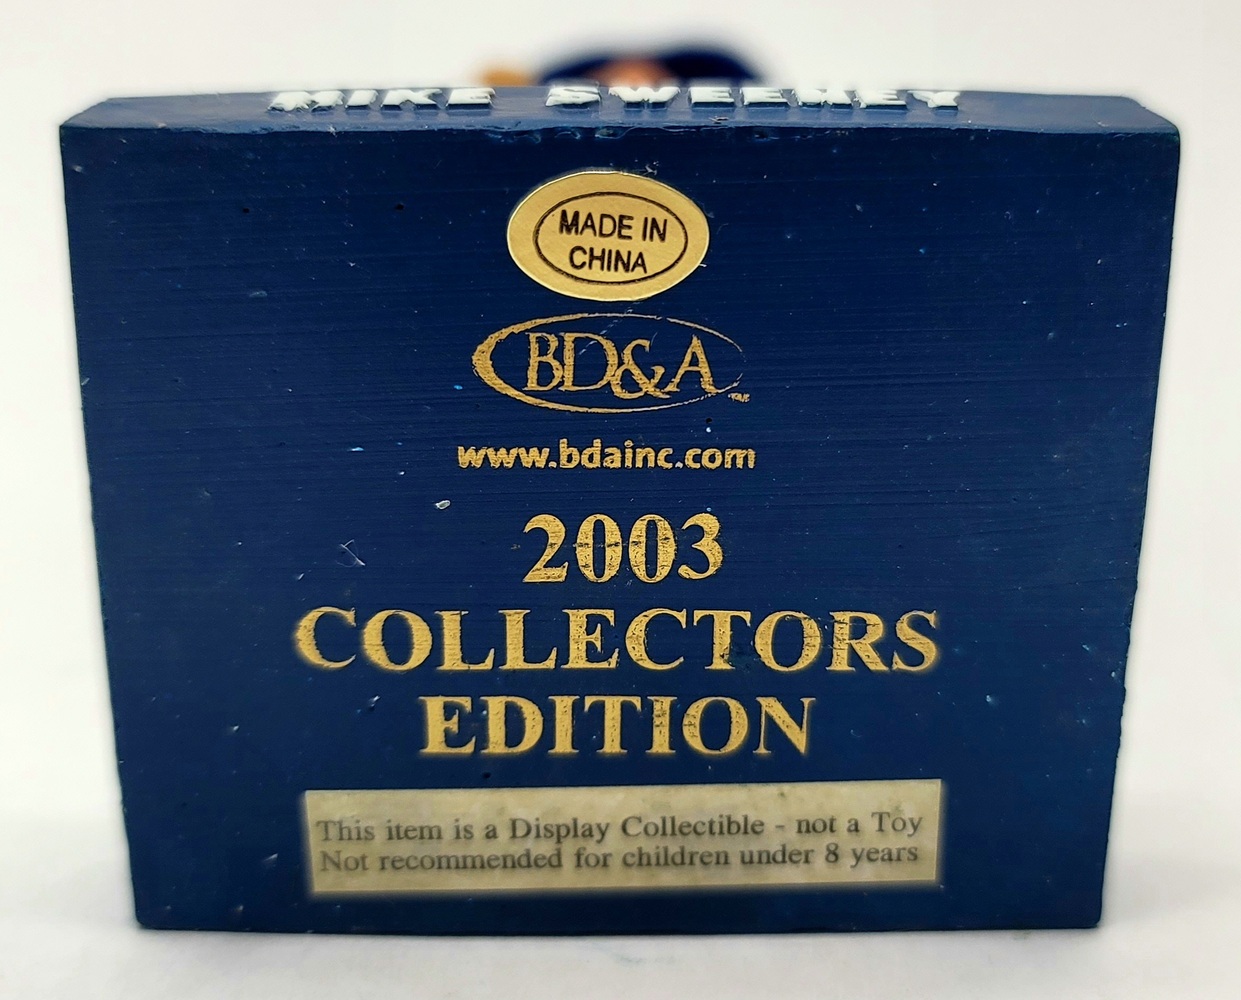 MIKE SWEENEY
MADE IN
CHINA
BD&A™
www.bdainc.com
2003
COLLECTORS
EDITION
This item is a Display Collectible - not a Toy
Not recommended for children under 8 years